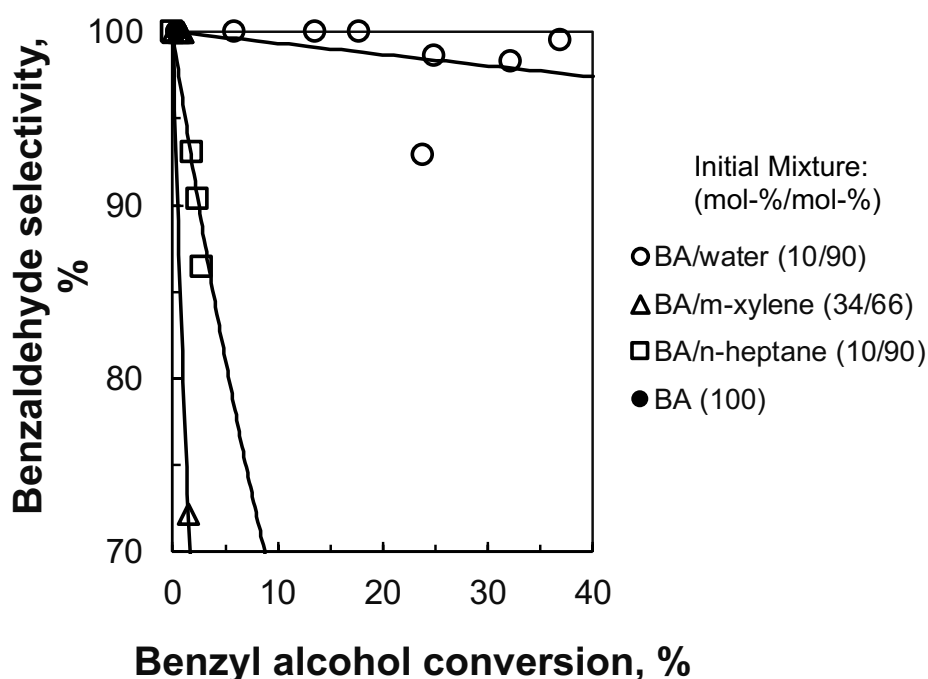 Benzaldehyde selectivity,
%
100
90
80
70
0
10
20
30
40
Benzyl alcohol conversion, %
Initial Mixture:
(mol-%/mol-%)
BA/water (10/90)
BA/m-xylene (34/66)
BA/n-heptane (10/90)
BA (100)